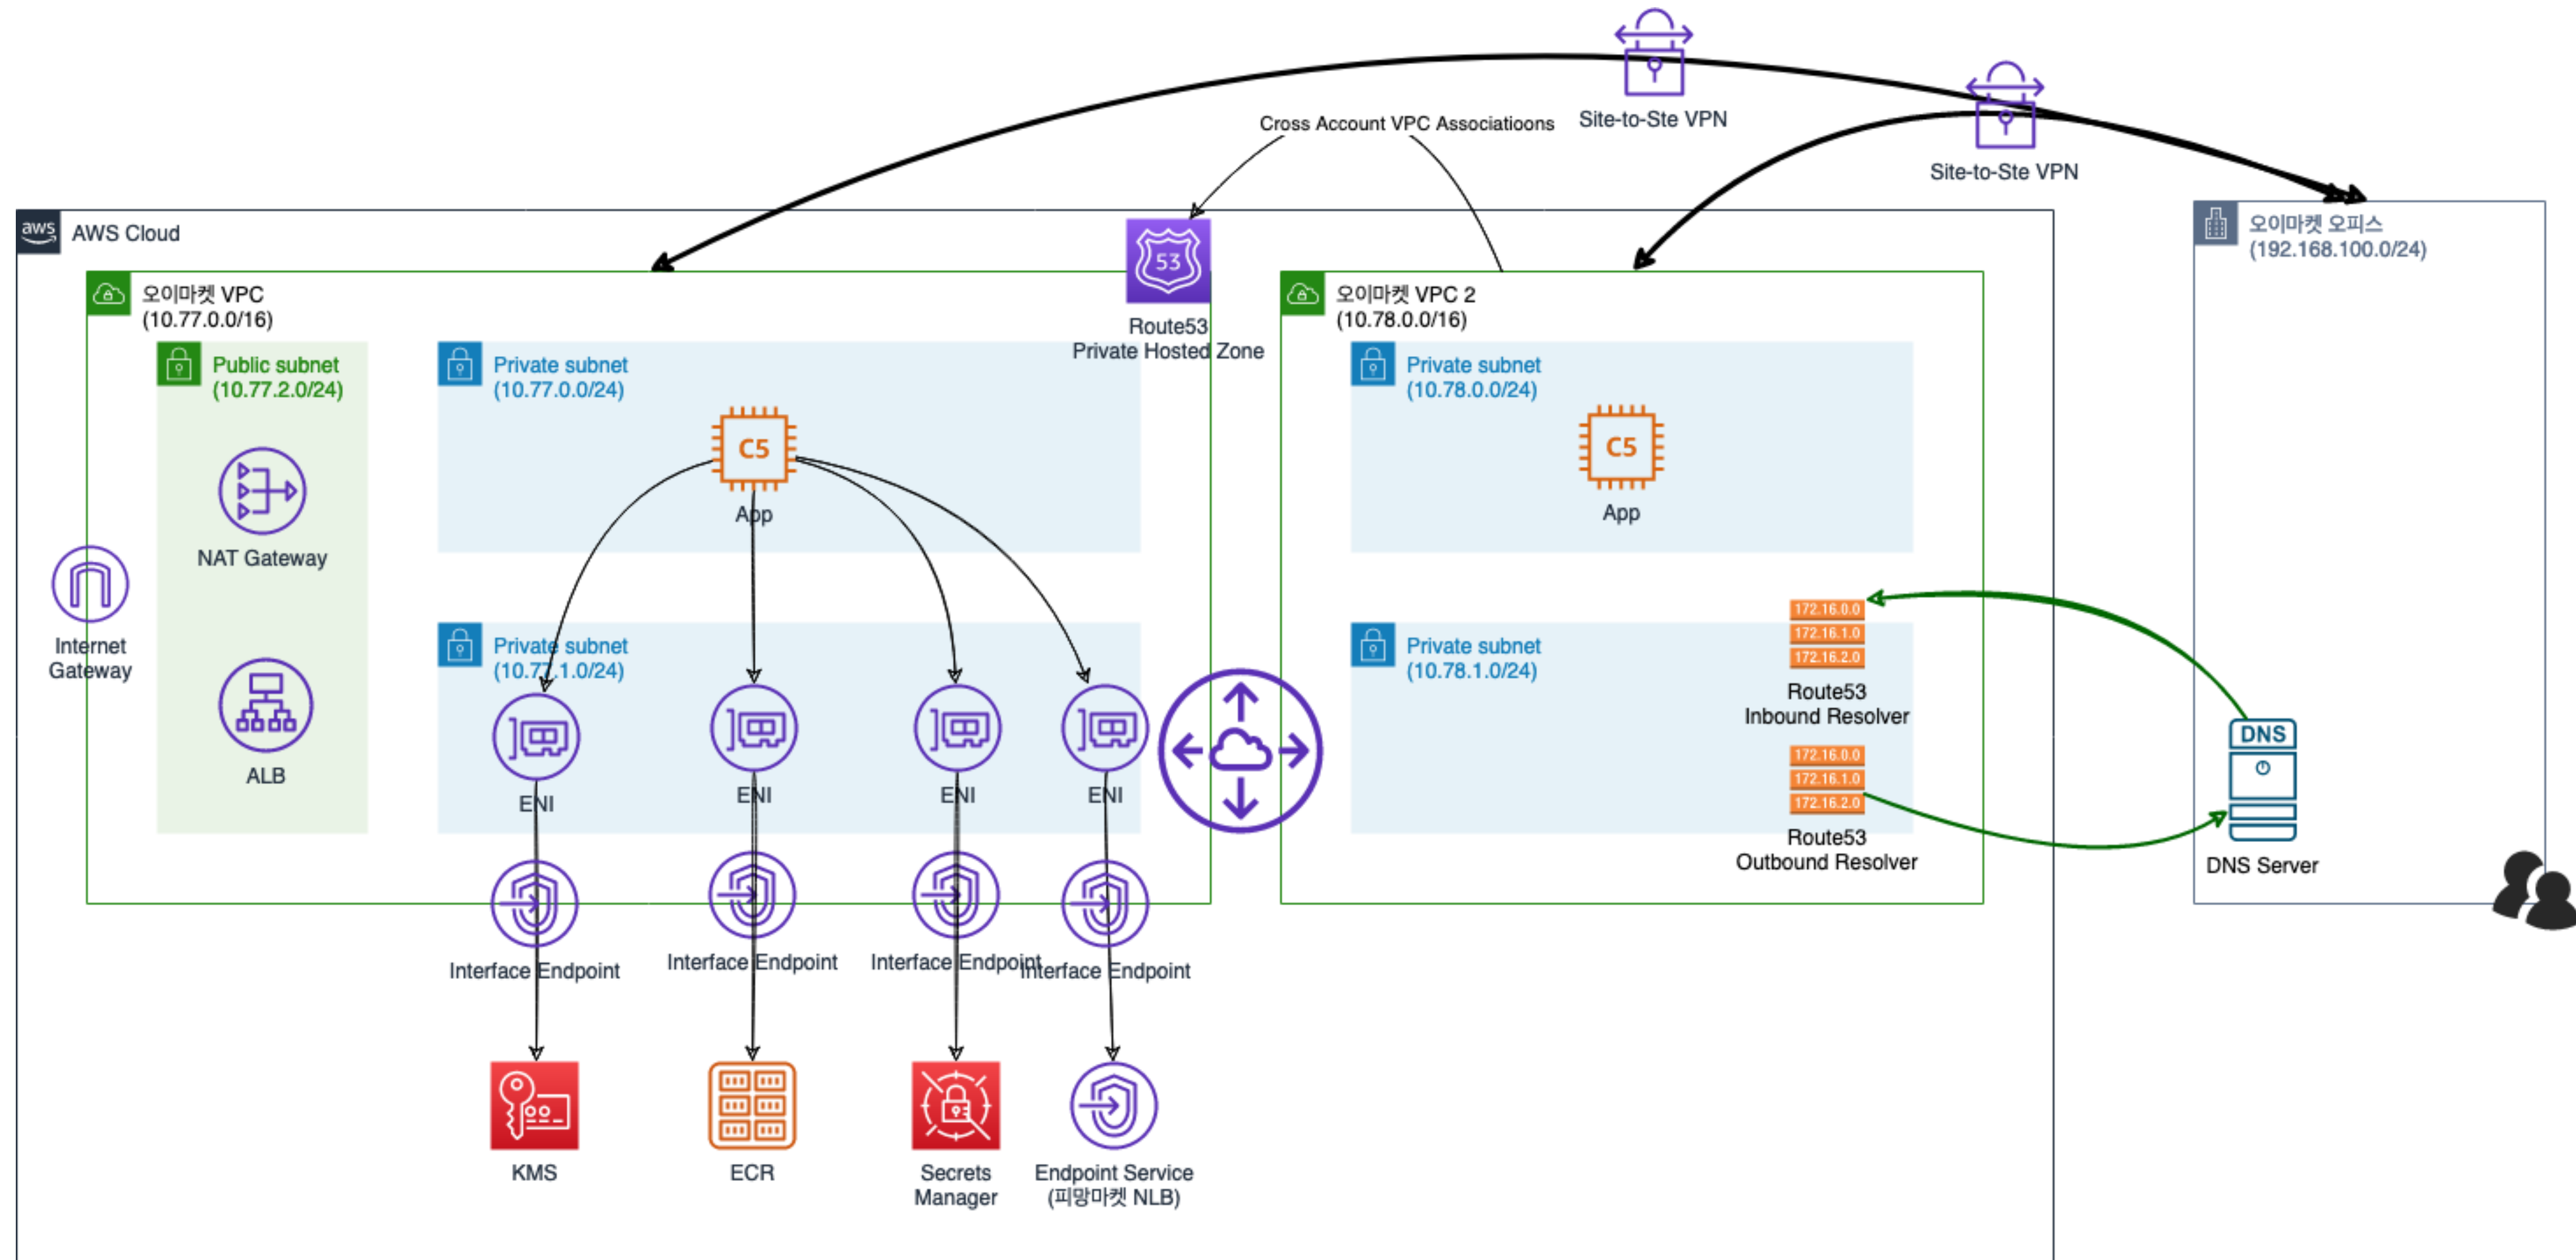 Site-to-Ste VPN
Cross Account VPC Associatioons
Site-to-Ste VPN
aws
AWS Cloud
53
Route53
Private Hosted Zone
오이마켓 오피스
(192.168.100.0/24)
오이마켓 VPC
(10.77.0.0/16)
오이마켓 VPC 2
(10.78.0.0/16)
Public subnet
(10.77.2.0/24)
Private subnet
(10.77.0.0/24)
Private subnet
(10.78.0.0/24)
C5
App
C5
App
NAT Gateway
Internet
Gateway
ALB
Private subnet
(10.77.1.0/24)
Private subnet
(10.78.1.0/24)
172.16.0.0
172.16.1.0
172.16.2.0
Route53
Inbound Resolver
172.16.0.0
172.16.1.0
172.16.2.0
Route53
Outbound Resolver
DNS
DNS Server
ENI
ENI
ENI
ENI
Interface Endpoint
Interface Endpoint
Interface Endpoint
Interface Endpoint
KMS
ECR
Secrets
Manager
Endpoint Service
(피망마켓 NLB)